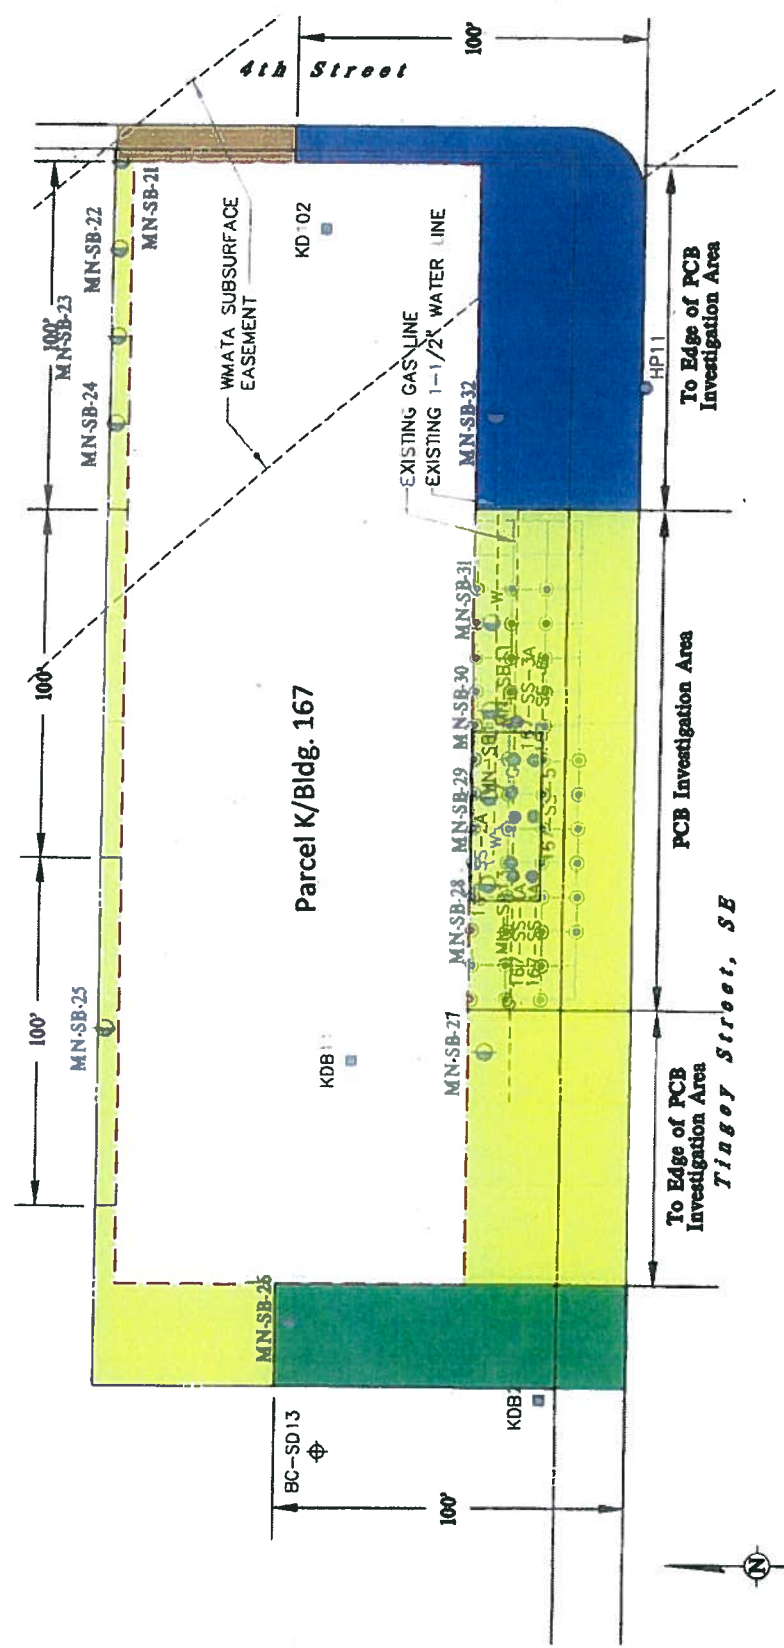 100'
4th Street
MN-SB-21
MN-SB-22
100'
MN-SB-23
MN-SB-24
WMATA SUBSURFACE
EASEMENT
KD102
EXISTING GAS LINE
EXISTING 1-1/2" WATER LINE
MN-SB-32
HP11
To Edge of PCB
Investigation Area
100'
Parcel K/Bldg. 167
MN-SB-31
MN-SB-30
MN-SB-29
MN-SB-28
167-SS-3A
PCB Investigation Area
100'
MN-SB-25
KDB11
MN-SB-27
To Edge of PCB
Investigation Area
Tingey Street, SE
MN-SB-26
KDB2
BC-SD13
100'
N